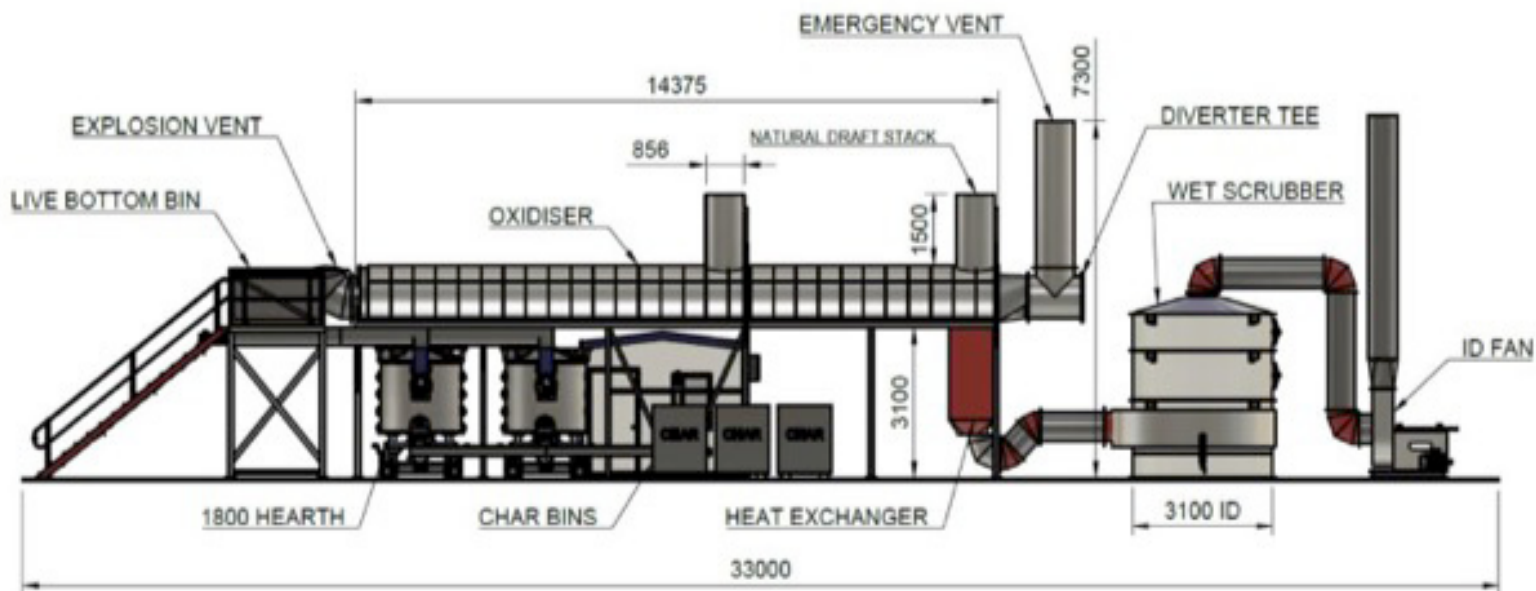 EMERGENCY VENT
7300
14375
EXPLOSION VENT
856
NATURAL DRAFT STACK
DIVERTER TEE
LIVE BOTTOM BIN
OXIDISER
1500
WET SCRUBBER
ID FAN
3100
CHAR
CHAR
CHAR
1800 HEARTH
CHAR BINS
HEAT EXCHANGER
3100 ID
33000